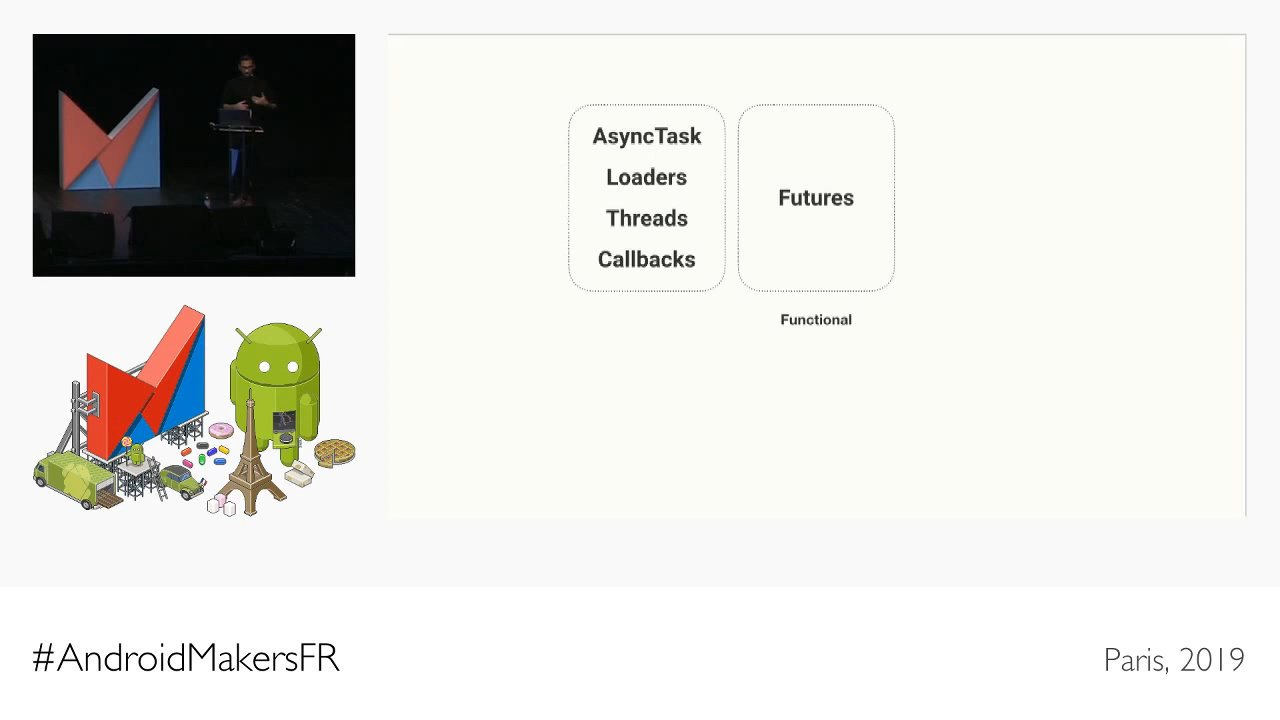 AsyncTask
Loaders
Threads
Callbacks
Futures
Functional
#AndroidMakersFR
Paris, 2019